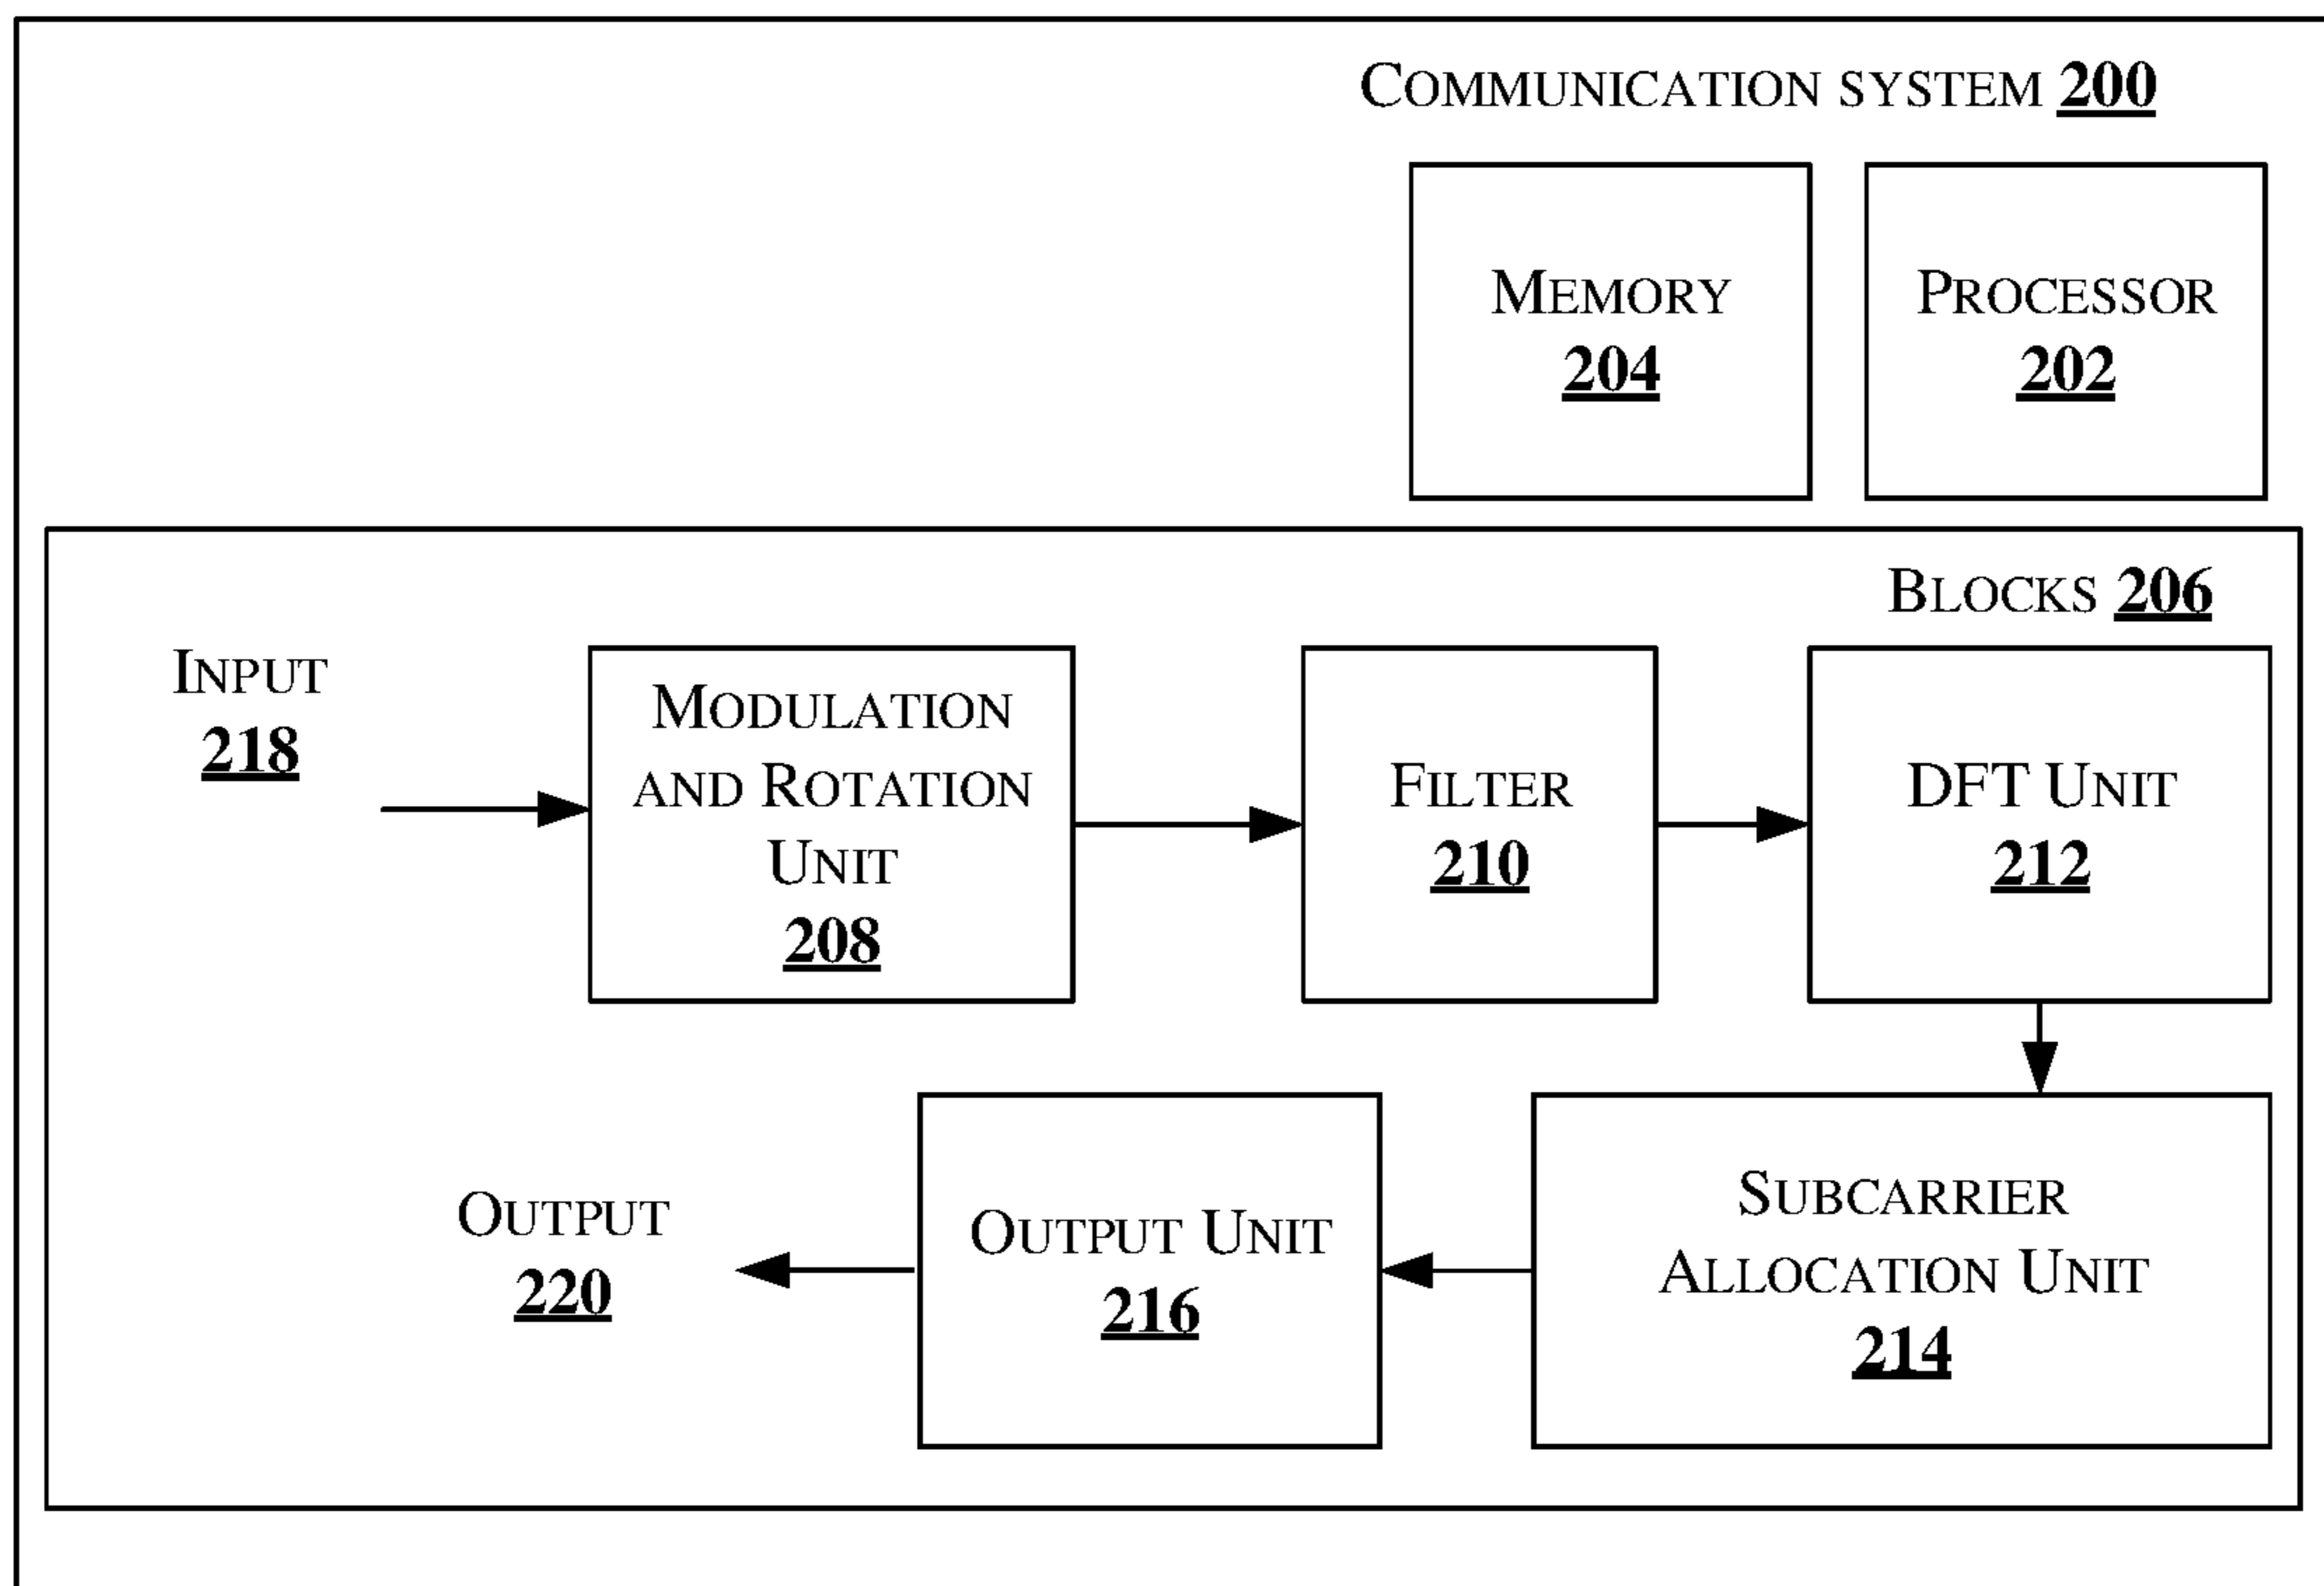 COMMUNICATION SYSTEM 200
MEMORY
204
PROCESSOR
202
BLOCKS 206
INPUT
218
MODULATION
AND ROTATION
UNIT
208
FILTER
210
DFT UNIT
212
SUBCARRIER
ALLOCATION UNIT
214
OUTPUT UNIT
216
OUTPUT
220